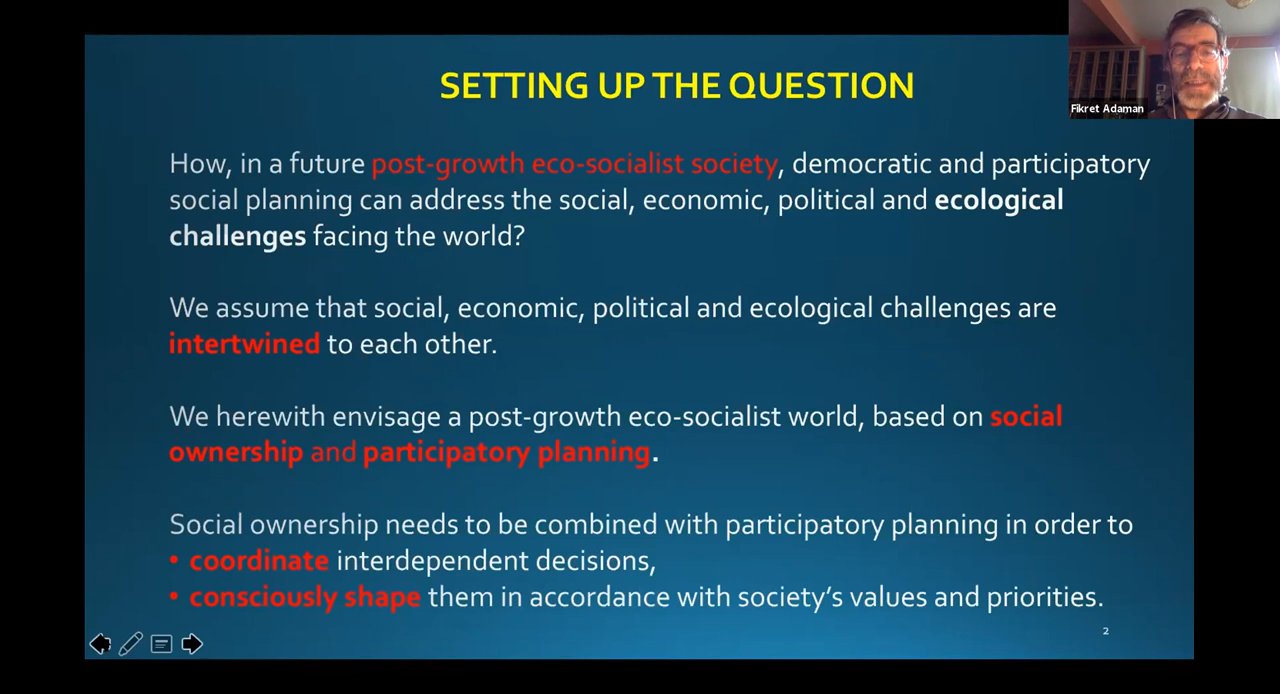 SETTING UP THE QUESTION
Fikret Adaman
How, in a future post-growth eco-socialist society, democratic and participatory
social planning can address the social, economic, political and ecological
challenges facing the world?
We assume that social, economic, political and ecological challenges are
intertwined to each other.
We herewith envisage a post-growth eco-socialist world, based on social
ownership and participatory planning.
Social ownership needs to be combined with participatory planning in order to
• coordinate interdependent decisions,
• consciously shape them in accordance with society’s values and priorities.
2